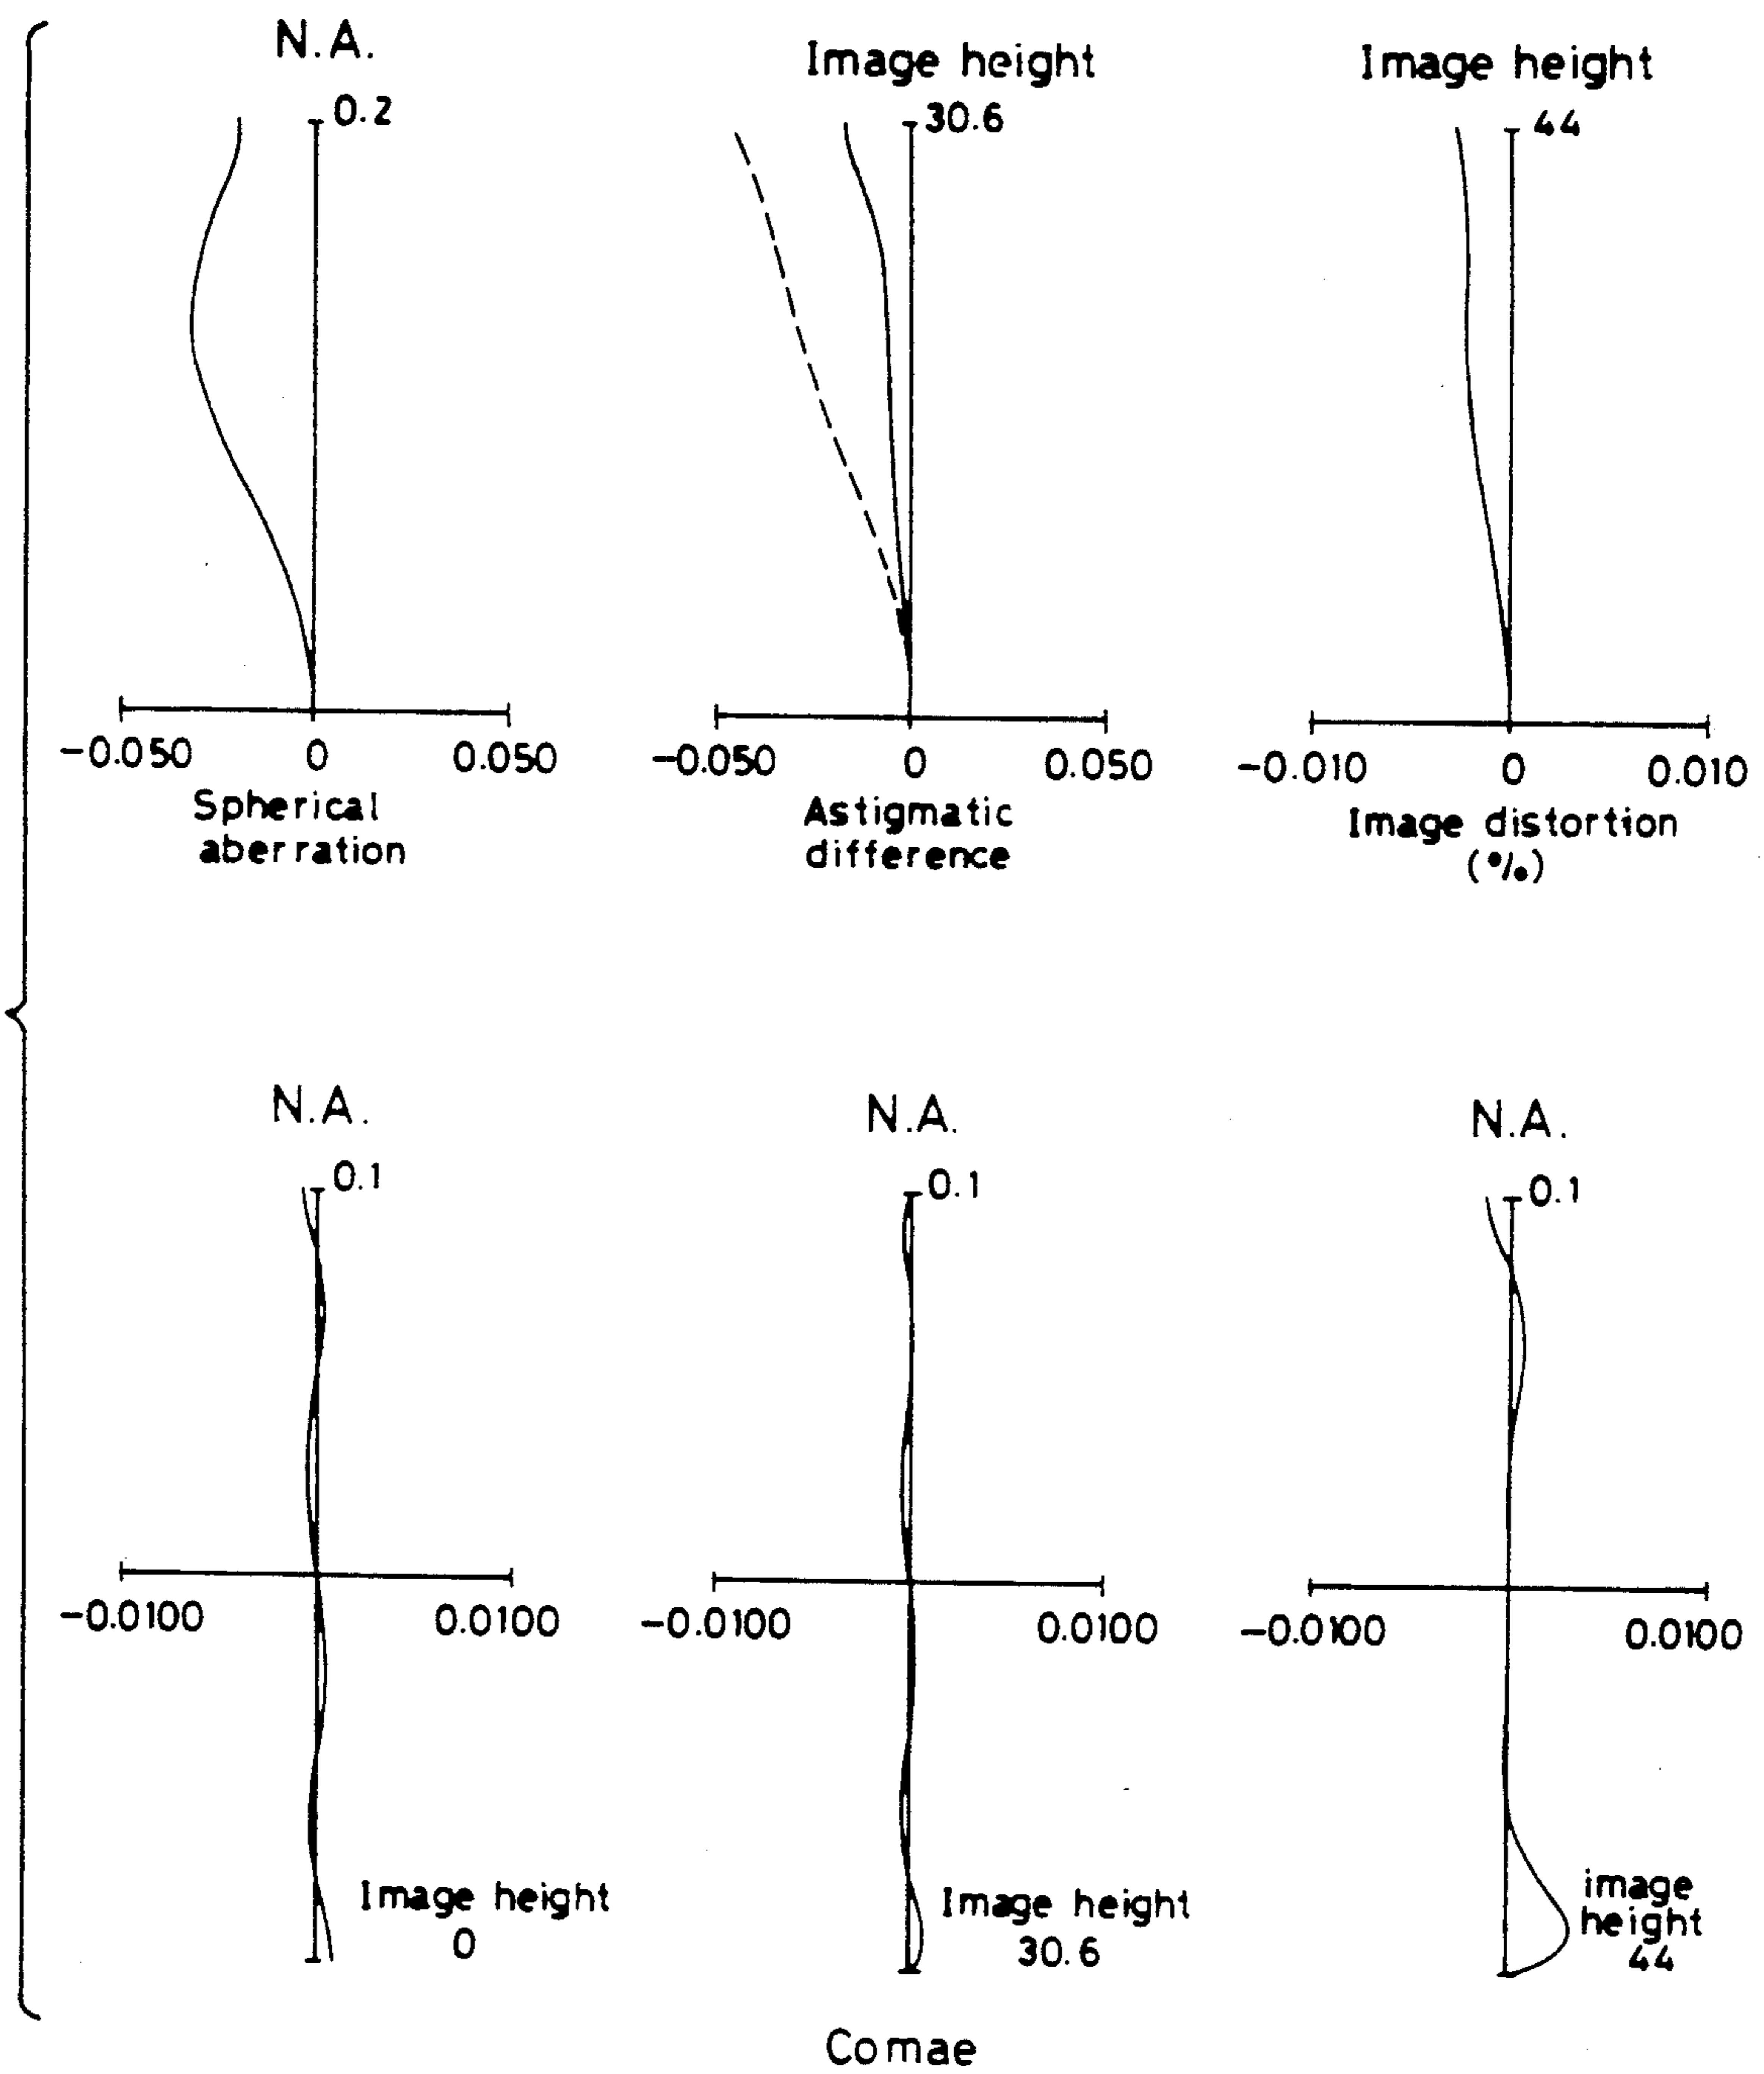 N.A.
0.2
-0.050 0 0.050
Spherical
aberration
Image height
30.6
-0.050 0 0.050
Astigmatic
difference
Image height
44
-0.010 0 0.010
Image distortion
(%)
N.A.
0.1
-0.0100 0.0100
Image height
0
N.A.
0.1
-0.0100 0.0100
Image height
30.6
N.A.
0.1
-0.0100 0.0100
image
height
44
Comae